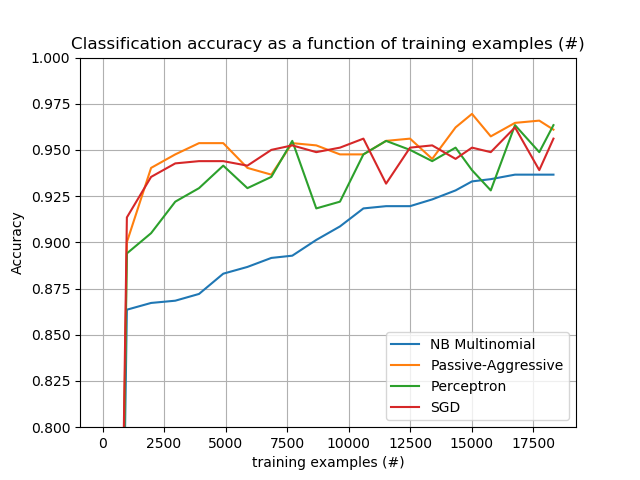 Classification accuracy as a function of training examples (#)
1.000
0.975
0.950
0.925
0.900
0.875
0.850
0.825
0.800
Accuracy
NB Multinomial
Passive-Aggressive
Perceptron
SGD
0 2500 5000 7500 10000 12500 15000 17500
training examples (#)